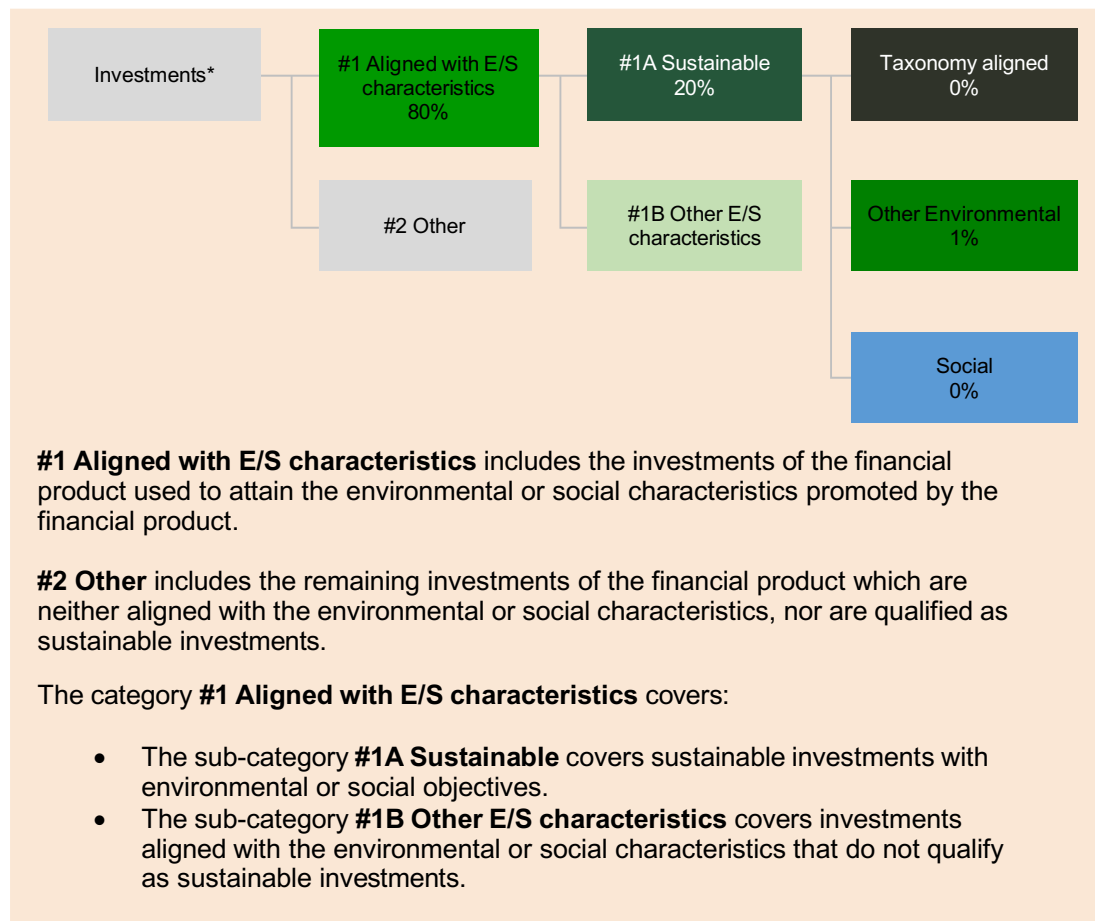 Investments*
#1 Aligned with E/S
characteristics
80%
#1A Sustainable
20%
Taxonomy aligned
0%
#2 Other
#1B Other E/S
characteristics
Other Environmental
1%
Social
0%
#1 Aligned with E/S characteristics includes the investments of the financial
product used to attain the environmental or social characteristics promoted by the
financial product.
#2 Other includes the remaining investments of the financial product which are
neither aligned with the environmental or social characteristics, nor are qualified as
sustainable investments.
The category #1 Aligned with E/S characteristics covers:
• The sub-category #1A Sustainable covers sustainable investments with
environmental or social objectives.
• The sub-category #1B Other E/S characteristics covers investments
aligned with the environmental or social characteristics that do not qualify
as sustainable investments.